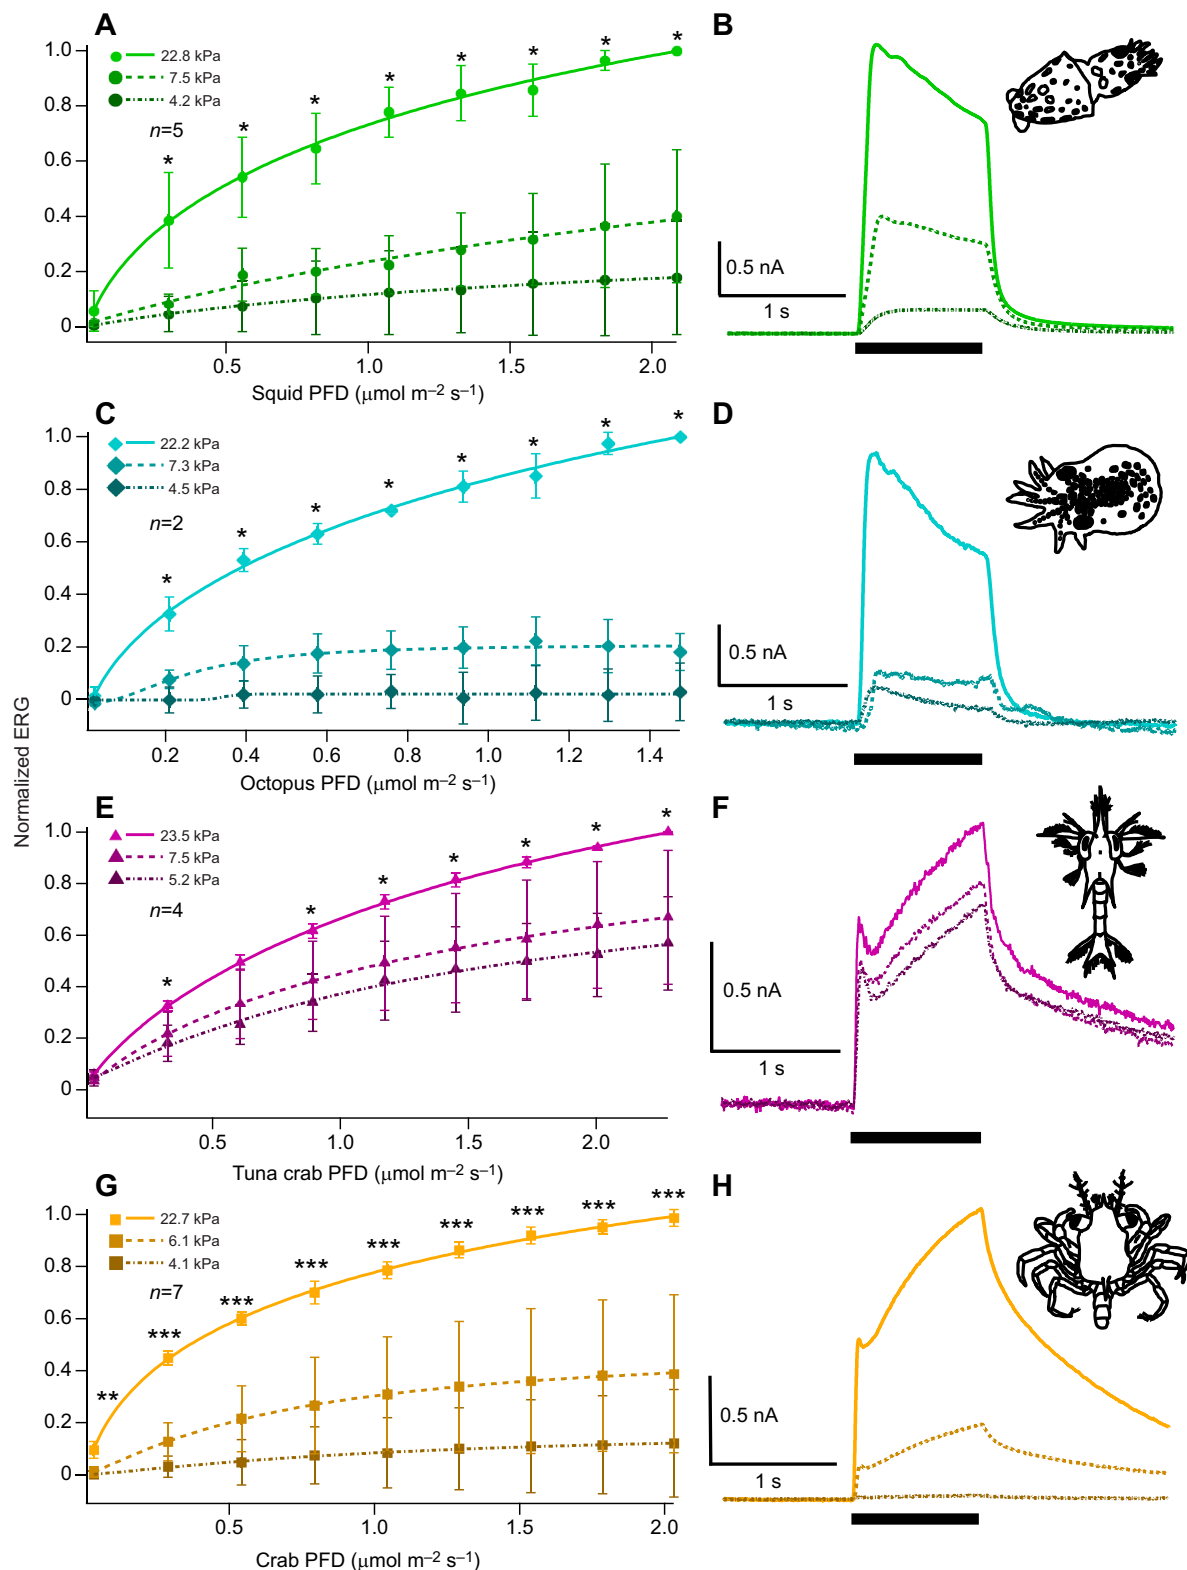 A
22.8 kPa
7.5 kPa
4.2 kPa
n=5
1.0
0.8
0.6
0.4
0.2
0
* * * * * * * * *
0.5 1.0 1.5 2.0
Squid PFD (μmol m–2 s–1)
B
0.5 nA
1 s
C
22.2 kPa
7.3 kPa
4.5 kPa
n=2
1.0
0.8
0.6
0.4
0.2
0
* * * * * * * *
0.2 0.4 0.6 0.8 1.0 1.2 1.4
Octopus PFD (μmol m–2 s–1)
D
0.5 nA
1 s
Normalized ERG
E
23.5 kPa
7.5 kPa
5.2 kPa
n=4
1.0
0.8
0.6
0.4
0.2
0
* * * * * * *
0.5 1.0 1.5 2.0
Tuna crab PFD (μmol m–2 s–1)
F
0.5 nA
1 s
G
22.7 kPa
6.1 kPa
4.1 kPa
n=7
1.0
0.8
0.6
0.4
0.2
0
** *** *** *** *** *** *** *** ***
0.5 1.0 1.5 2.0
Crab PFD (μmol m–2 s–1)
H
0.5 nA
1 s